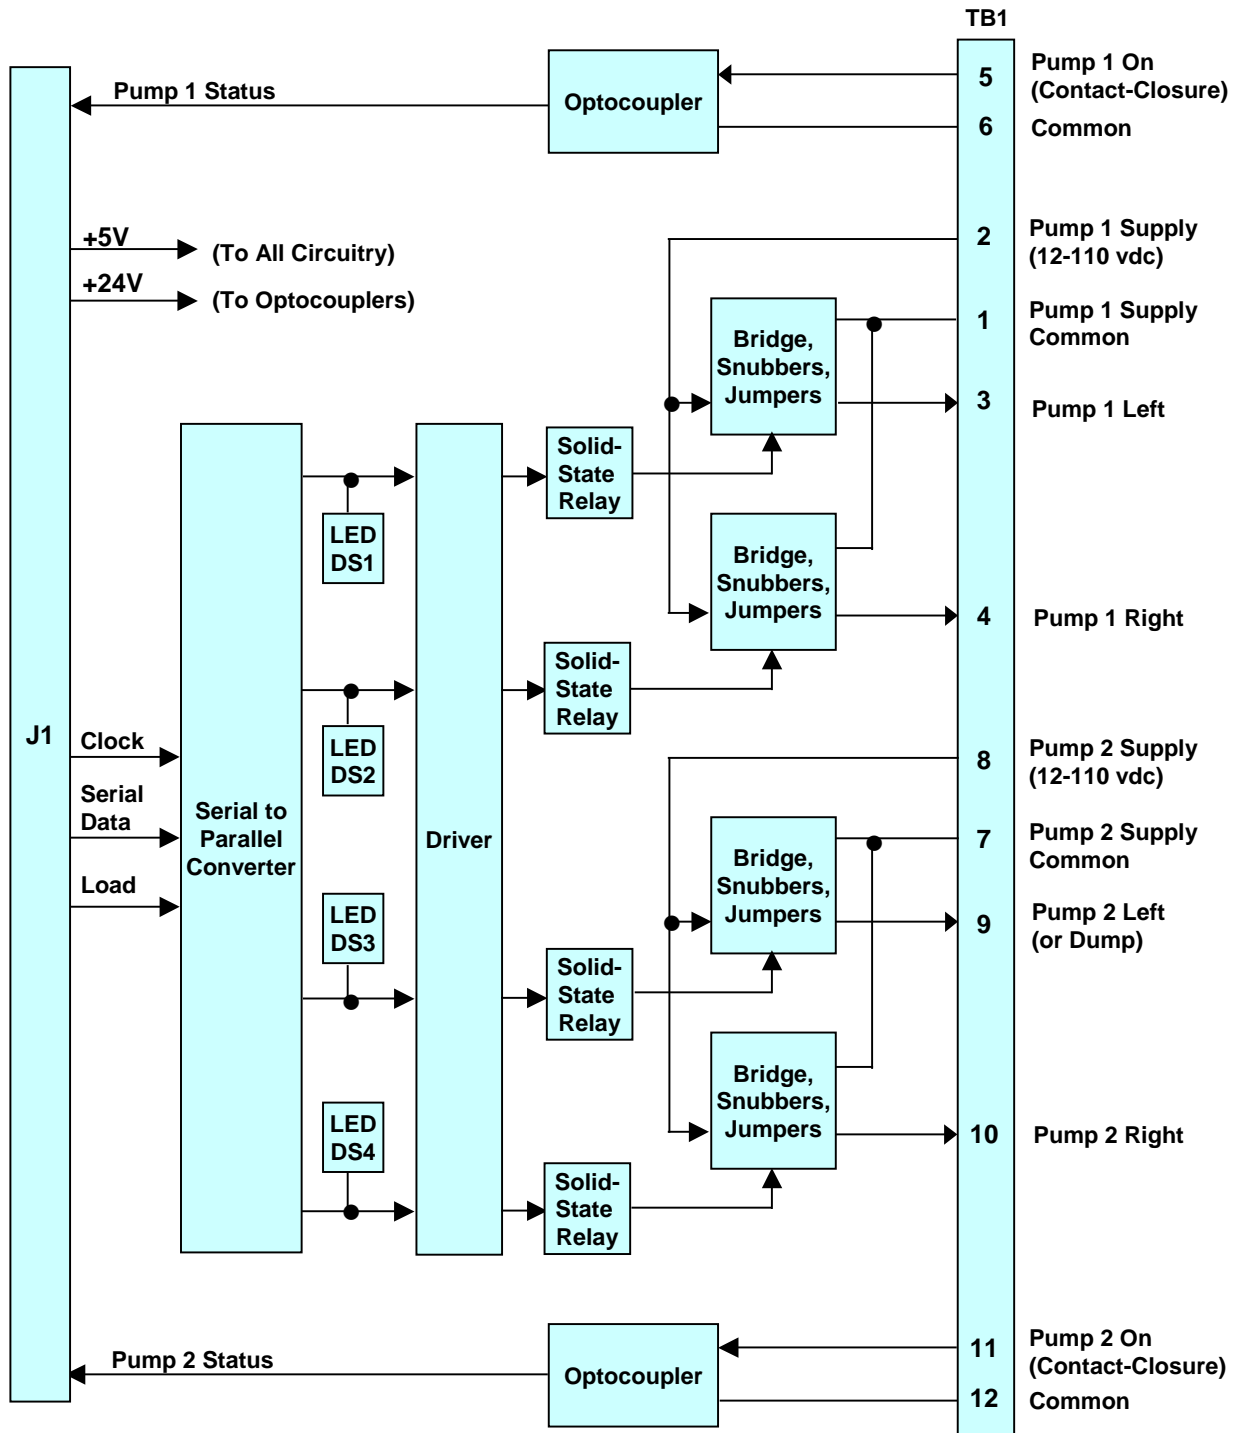 TB1
Pump 1 Status
Optocoupler
5
Pump 1 On
(Contact-Closure)
6
Common
+5V
(To All Circuitry)
+24V
(To Optocouplers)
2
Pump 1 Supply
(12-110 vdc)
1
Pump 1 Supply
Common
Bridge,
Snubbers,
Jumpers
3
Pump 1 Left
Solid-
State
Relay
LED
DS1
Bridge,
Snubbers,
Jumpers
4
Pump 1 Right
Solid-
State
Relay
LED
DS2
J1
Clock
Serial
Data
Load
Serial to
Parallel
Converter
Driver
8
Pump 2 Supply
(12-110 vdc)
7
Pump 2 Supply
Common
Bridge,
Snubbers,
Jumpers
9
Pump 2 Left
(or Dump)
LED
DS3
Solid-
State
Relay
Bridge,
Snubbers,
Jumpers
10
Pump 2 Right
LED
DS4
Solid-
State
Relay
Pump 2 Status
Optocoupler
11
Pump 2 On
(Contact-Closure)
12
Common